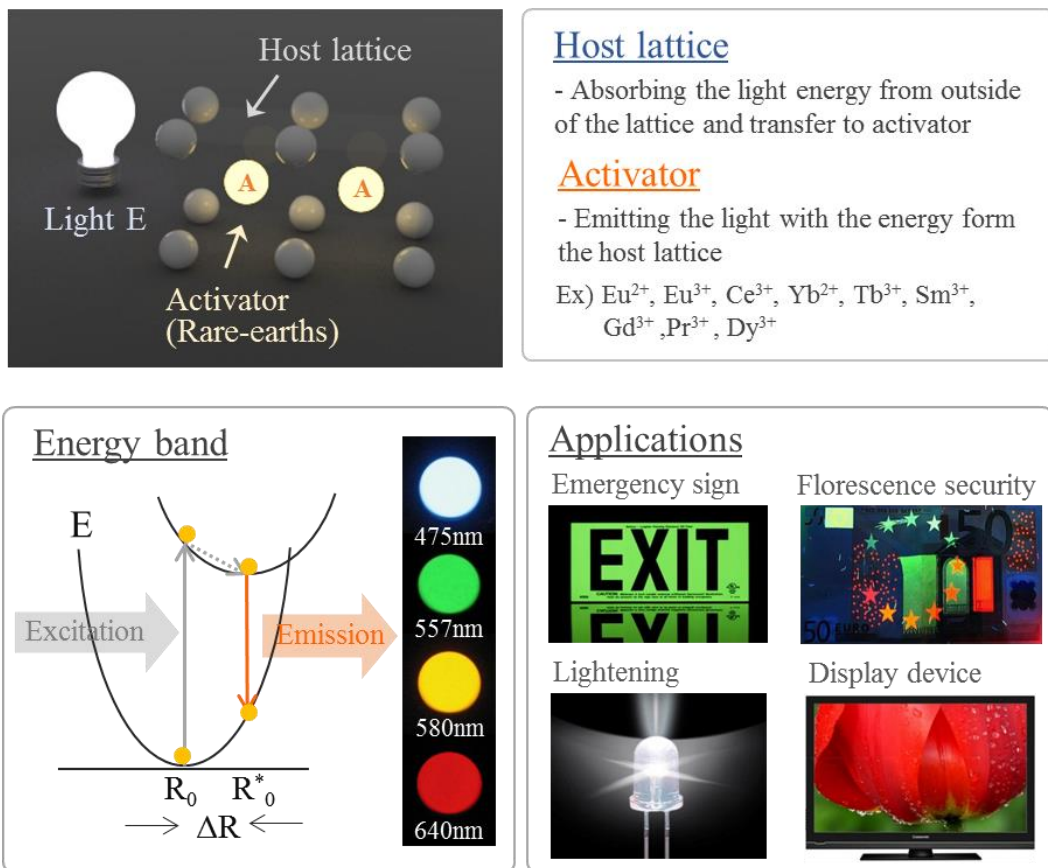 Host lattice
Light E
A
A
Activator
(Rare-earths)
Host lattice
- Absorbing the light energy from outside
of the lattice and transfer to activator
Activator
- Emitting the light with the energy form
the host lattice
Ex) Eu²⁺, Eu³⁺, Ce³⁺, Yb²⁺, Tb³⁺, Sm³⁺,
Gd³⁺ ,Pr³⁺ , Dy³⁺
Energy band
E
Excitation
Emission
R₀
R*₀
ΔR
475nm
557nm
580nm
640nm
Applications
Emergency sign
EXIT
Florescence security
50
50 EURO
Lightening
Display device